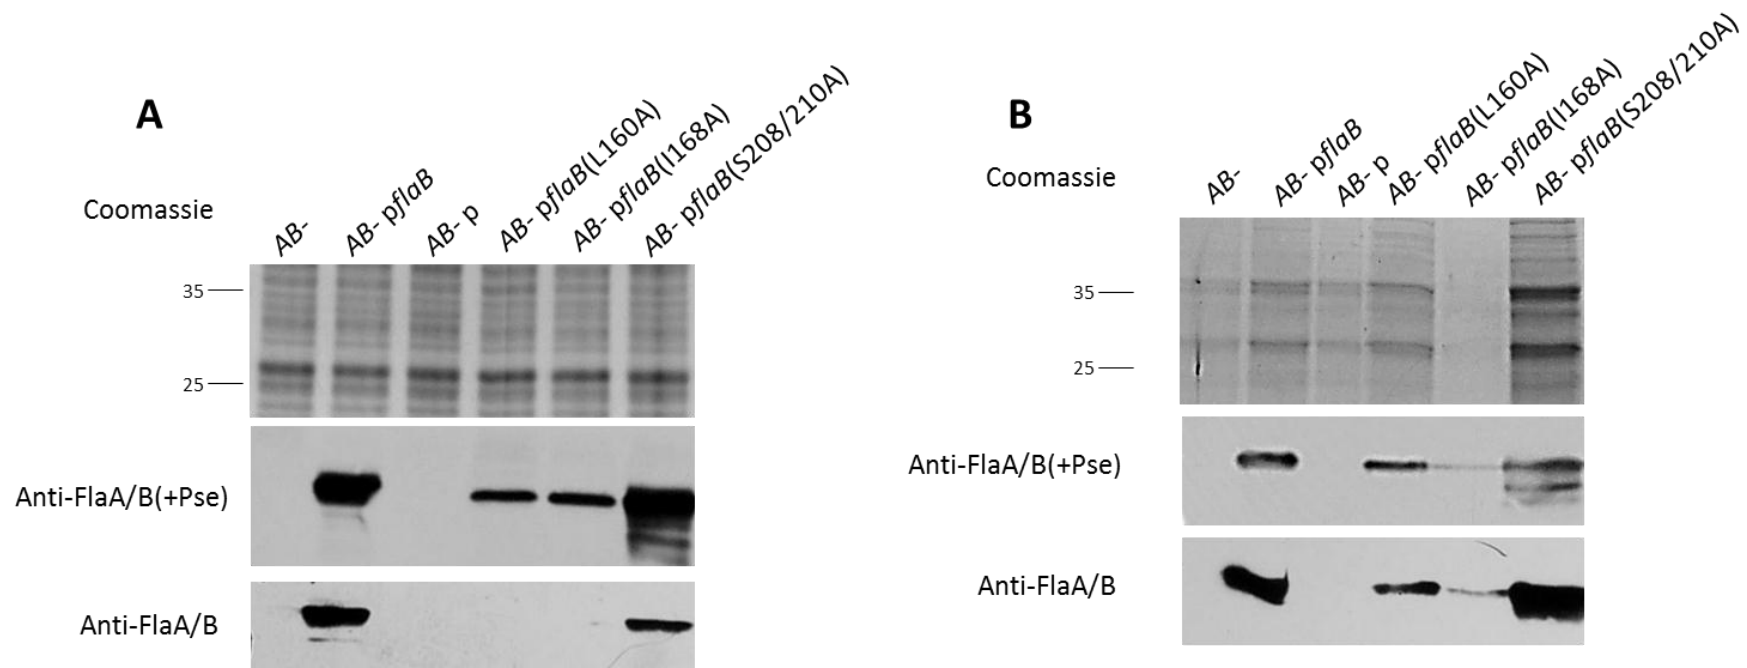 A
Coomassie
AB-
AB- pflaB
AB- p
AB- pflaB(L160A)
AB- pflaB(I168A)
AB- pflaB(S208/210A)
35
25
Anti-FlaA/B(+Pse)
Anti-FlaA/B
B
Coomassie
AB-
AB- pflaB
AB- p
AB- pflaB(L160A)
AB- pflaB(I168A)
AB- pflaB(S208/210A)
35
25
Anti-FlaA/B(+Pse)
Anti-FlaA/B